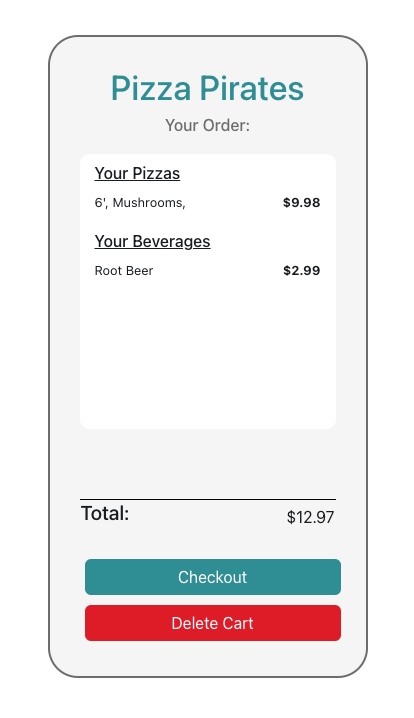 Pizza Pirates
Your Order:
Your Pizzas
6', Mushrooms, $9.98
Your Beverages
Root Beer $2.99
Total: $12.97
Checkout
Delete Cart